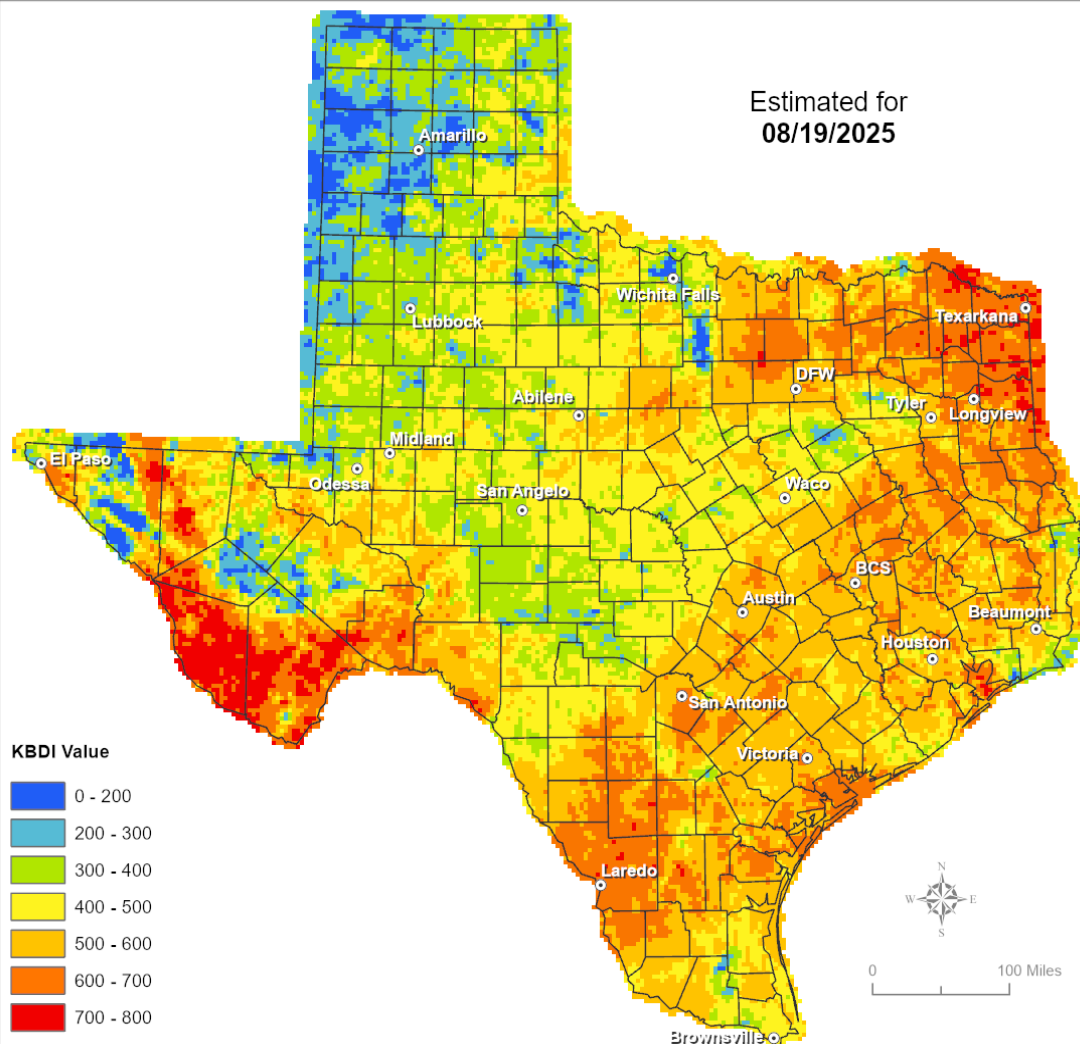 Estimated for
08/19/2025
Amarillo
Wichita Falls
Lubbock
Texarkana
DFW
Abilene
Tyler
Longview
Midland
El Paso
Odessa
San Angelo
Waco
BCS
Austin
Beaumont
Houston
San Antonio
Victoria
Laredo
Brownsville
KBDI Value
0 - 200
200 - 300
300 - 400
400 - 500
500 - 600
600 - 700
700 - 800
N
W E
S
0 100 Miles